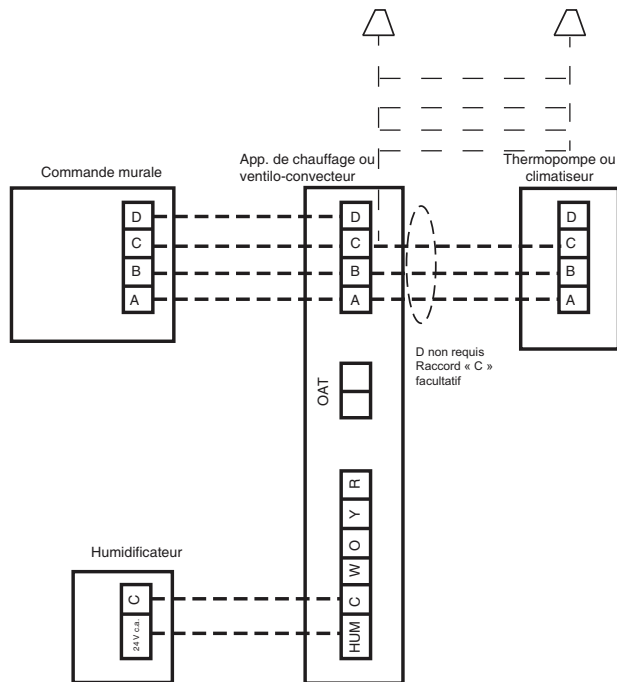 App. de chauffage ou
ventilo-convecteur
Thermopompe ou
climatiseur
Commande murale
D
C
B
A
D
C
B
A
D
C
B
A
D non requis
Raccord « C »
facultatif
OAT
R
Y
O
W
C
HUM
Humidificateur
C
24 V c.a.